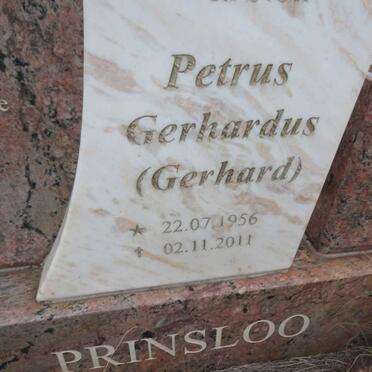 Petrus
Gerhardus
(Gerhard)
* 22.07.1956
† 02.11.2011
PRINSLOO